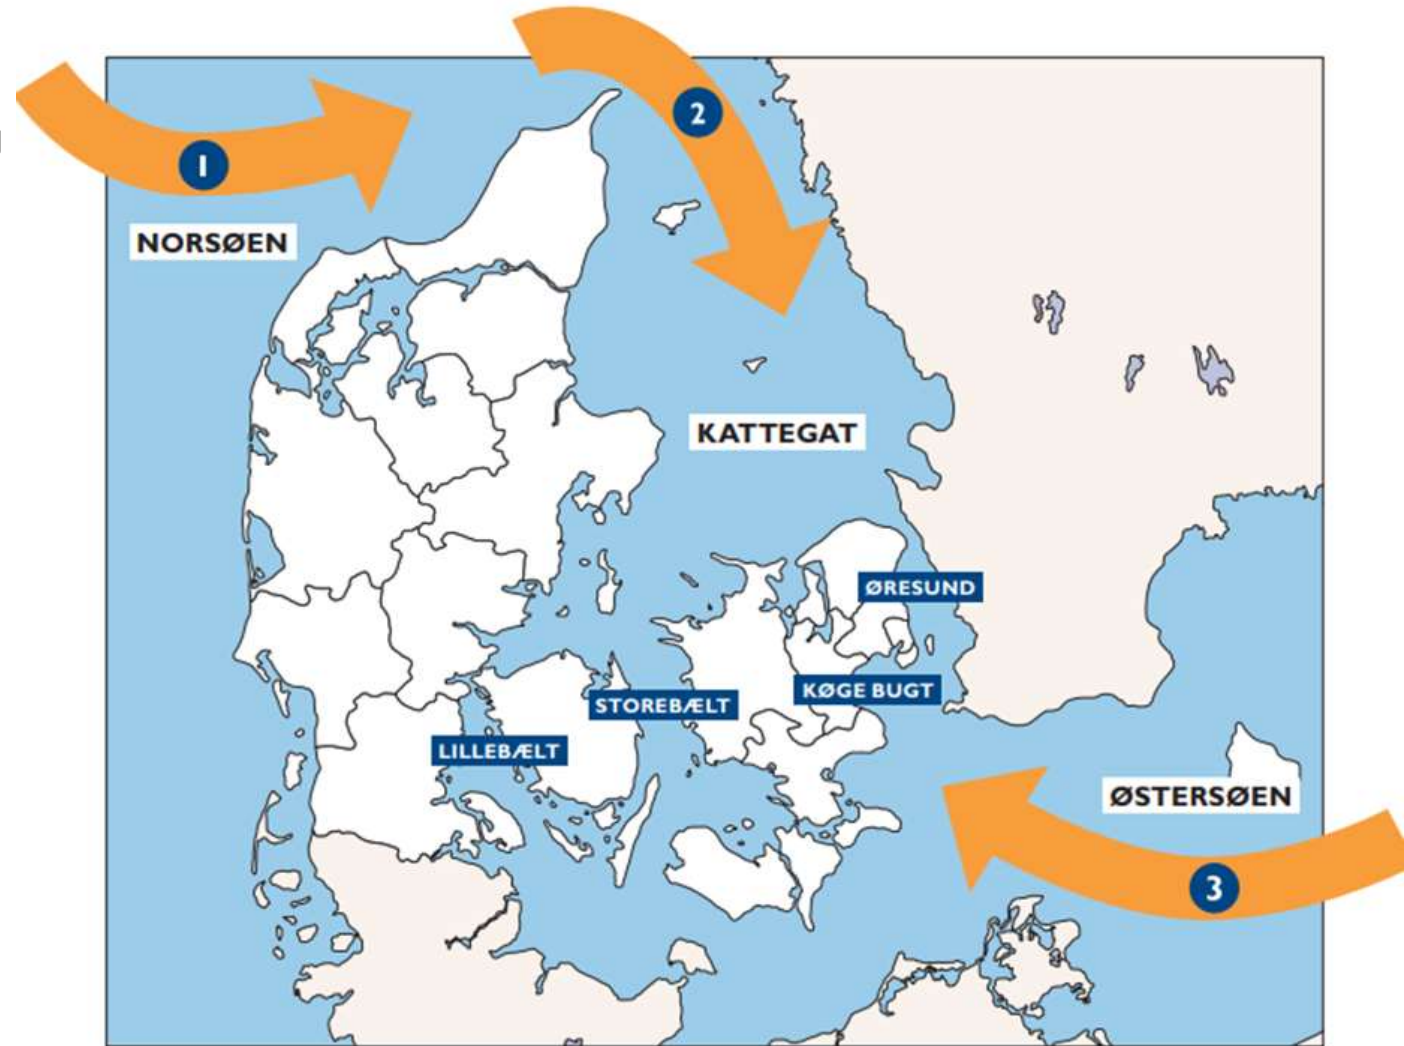 2
1
NORSØEN
KATTEGAT
ØRESUND
KØGE BUGT
STOREBÆLT
LILLEBÆLT
ØSTERSØEN
3